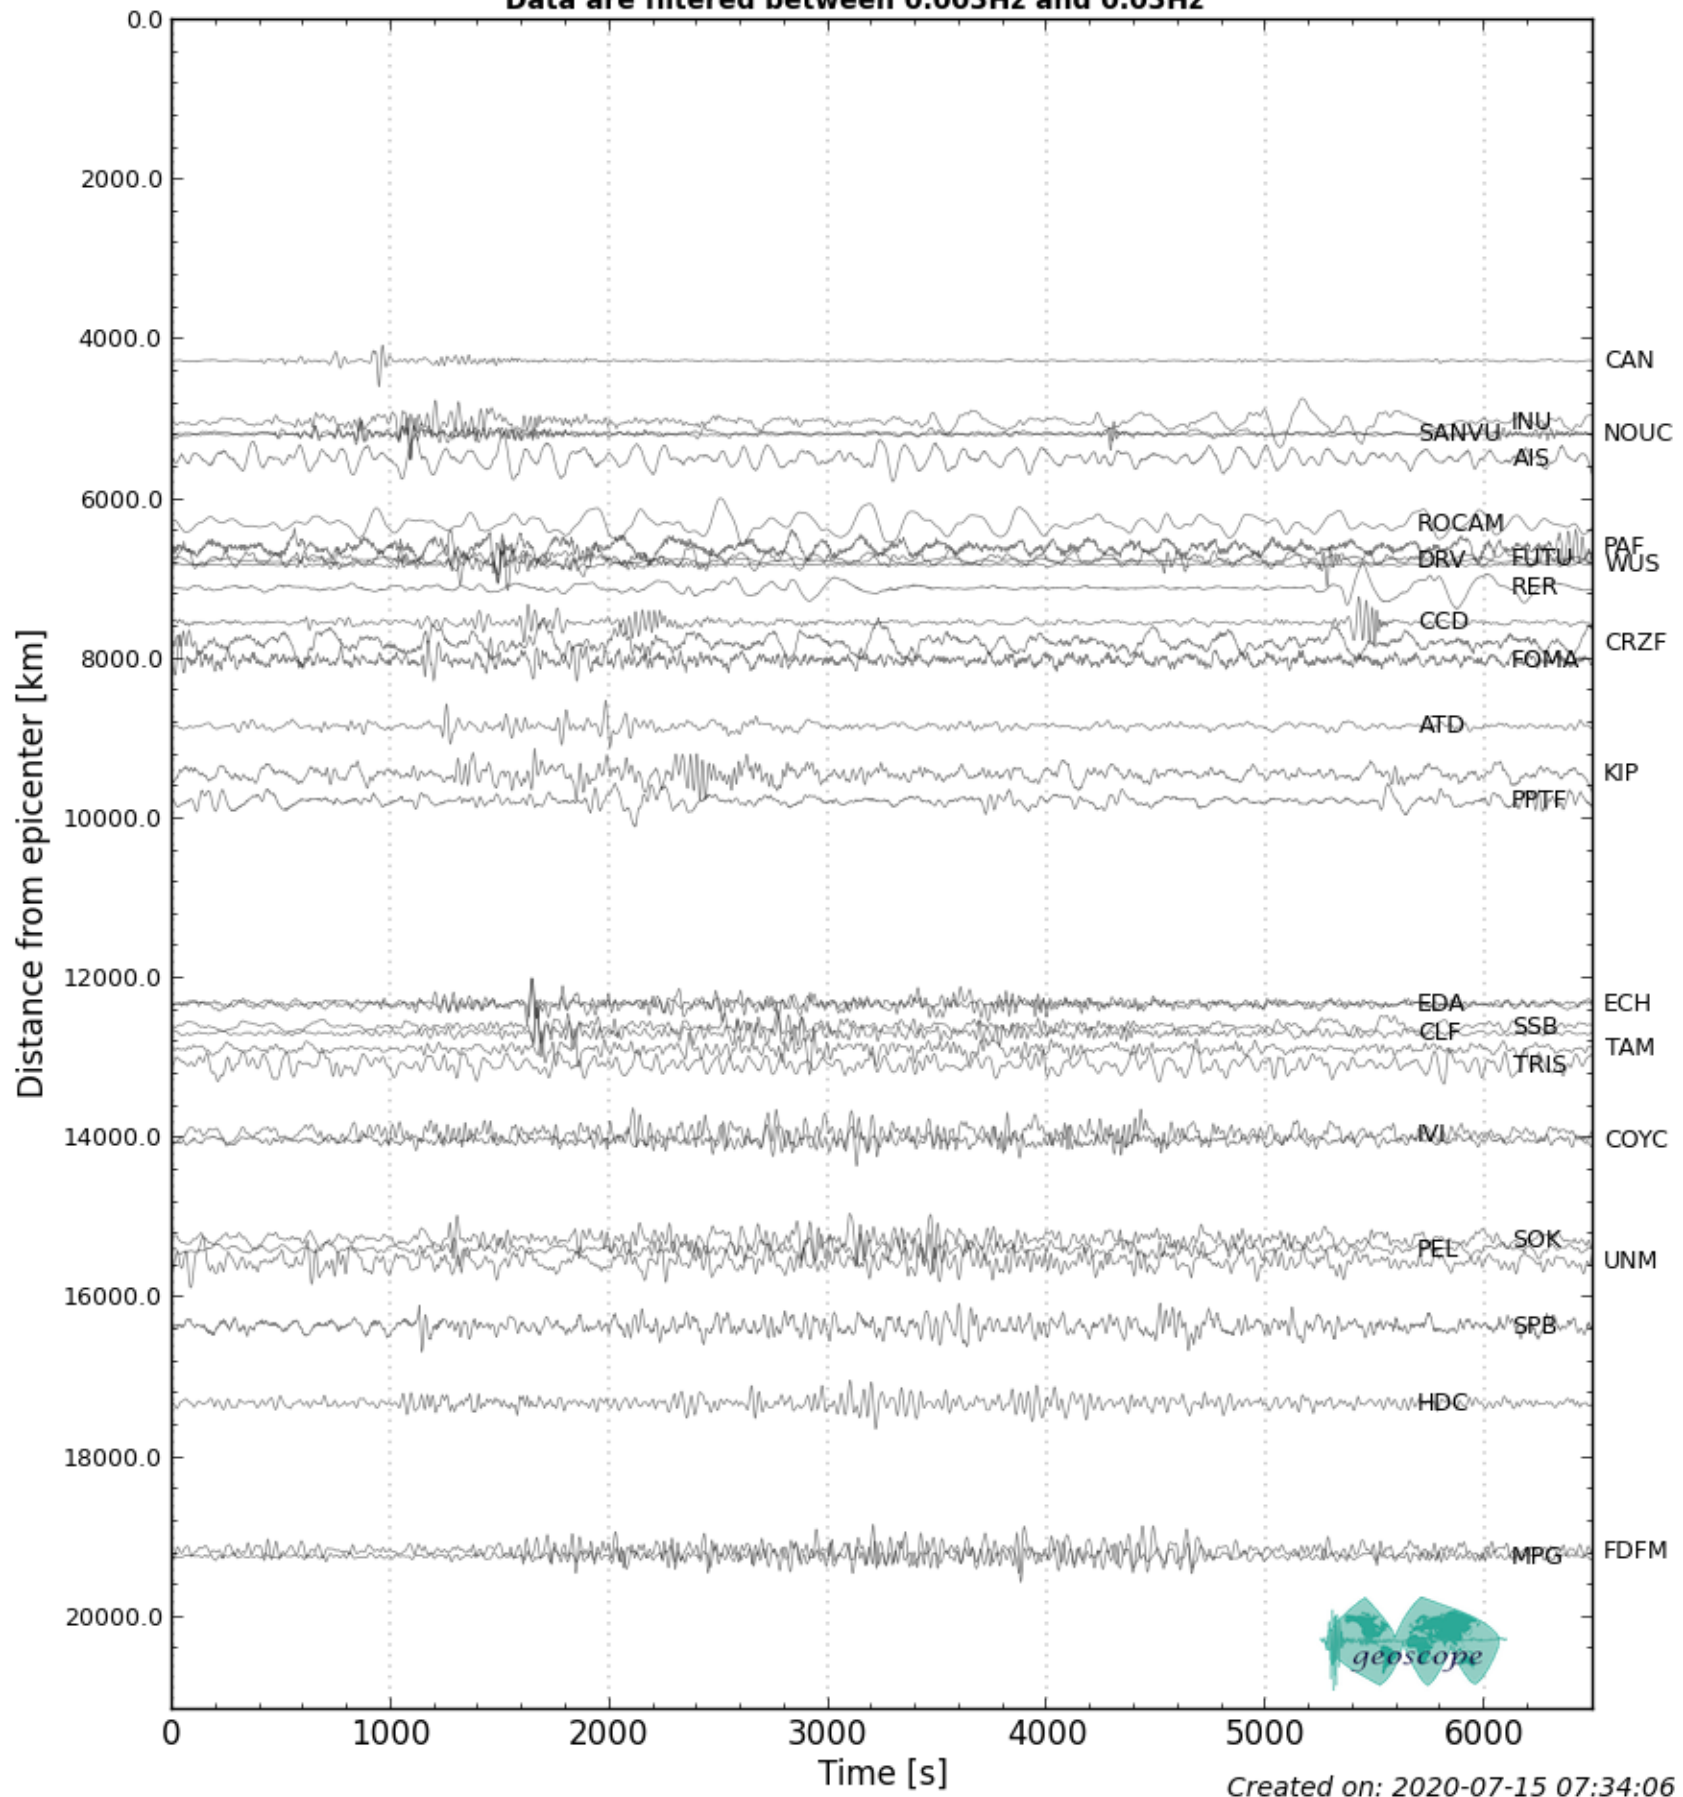 Data are filtered between 0.005Hz and 0.05Hz
0.0
2000.0
4000.0
CAN
INU
SANVU
NOUC
AIS
6000.0
ROCAM
PAF
DRV
FUTU
WUS
RER
CCD
CRZF
8000.0
FOMA
ATD
KIP
PPTF
10000.0
Distance from epicenter [km]
12000.0
EDA
ECH
SSB
CLF
TAM
TRIS
14000.0
IVI
COYC
SOK
PEL
UNM
16000.0
SPB
HDC
18000.0
MPG
FDFM
20000.0
geoscope
0 1000 2000 3000 4000 5000 6000
Time [s]
Created on: 2020-07-15 07:34:06